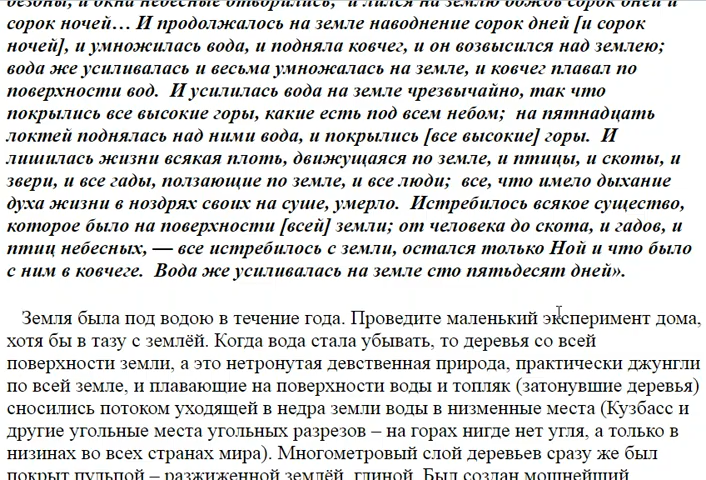 бездны, и окна небесные отворились; и лился на землю дождь сорок дней и
сорок ночей… И продолжалось на земле наводнение сорок дней [и сорок
ночей], и умножилась вода, и подняла ковчег, и он возвысился над землею;
вода же усиливалась и весьма умножалась на земле, и ковчег плавал по
поверхности вод. И усилилась вода на земле чрезвычайно, так что
покрылись все высокие горы, какие есть под всем небом; на пятнадцать
локтей поднялась над ними вода, и покрылись [все высокие] горы. И
лишилась жизни всякая плоть, движущаяся по земле, и птицы, и скоты, и
звери, и все гады, ползающие по земле, и все люди; все, что имело дыхание
духа жизни в ноздрях своих на суше, умерло. Истребилось всякое существо,
которое было на поверхности [всей] земли; от человека до скота, и гадов, и
птиц небесных, — все истребилось с земли, остался только Ной и что было
с ним в ковчеге. Вода же усиливалась на земле сто пятьдесят дней».
Земля была под водою в течение года. Проведите маленький эксперимент дома,
хотя бы в тазу с землёй. Когда вода стала убывать, то деревья со всей
поверхности земли, а это нетронутая девственная природа, практически джунгли
по всей земле, и плавающие на поверхности воды и топляк (затонувшие деревья)
сносились потоком уходящей в недра земли воды в низменные места (Кузбасс и
другие угольные места угольных разрезов – на горах нигде нет угля, а только в
низинах во всех странах мира). Многометровый слой деревьев сразу же был
покрыт пульпой – разжиженной землёй, глиной. Был создан мощнейший